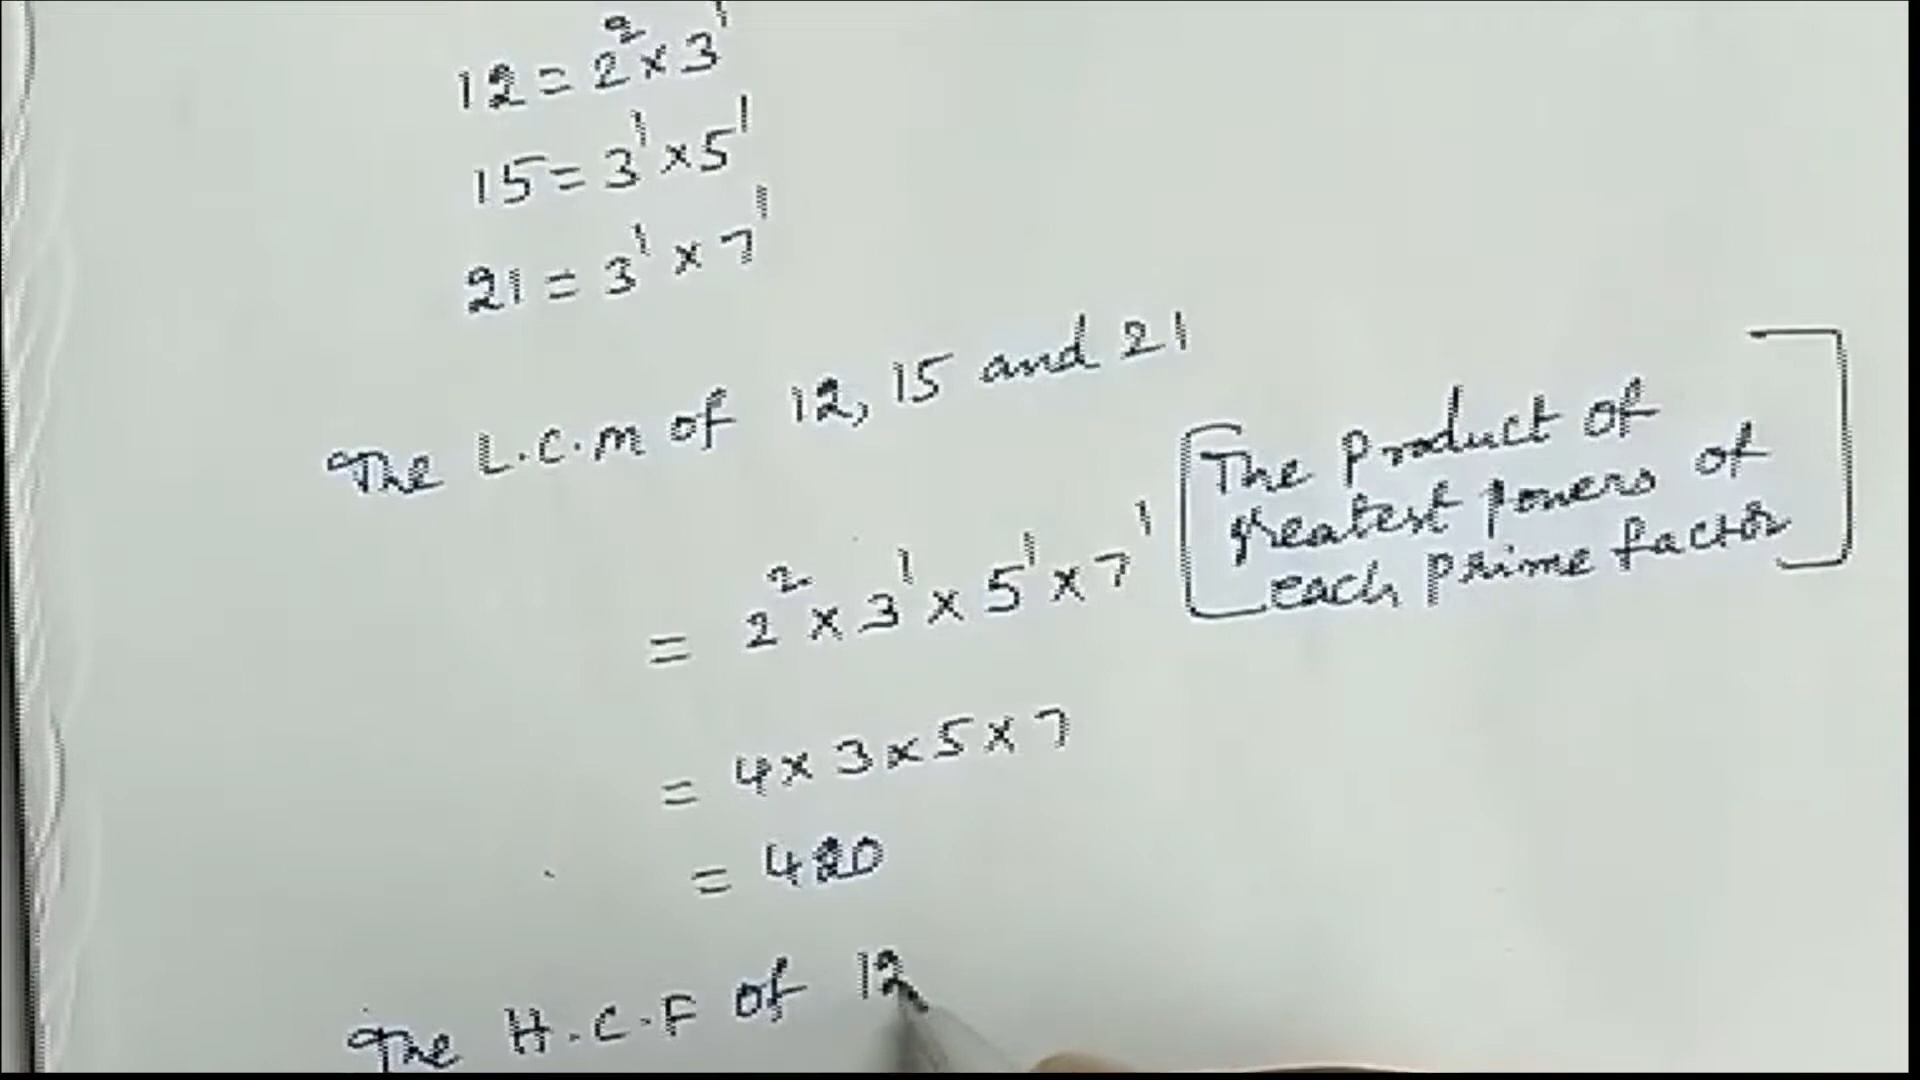 12 = 2² × 3¹
15 = 3¹ × 5¹
21 = 3¹ × 7¹
The L.C.M of 12, 15 and 21
= 2² × 3¹ × 5¹ × 7¹
[The Product of
greatest powers of
each prime factor]
= 4 × 3 × 5 × 7
= 420
The H.C.F of 12